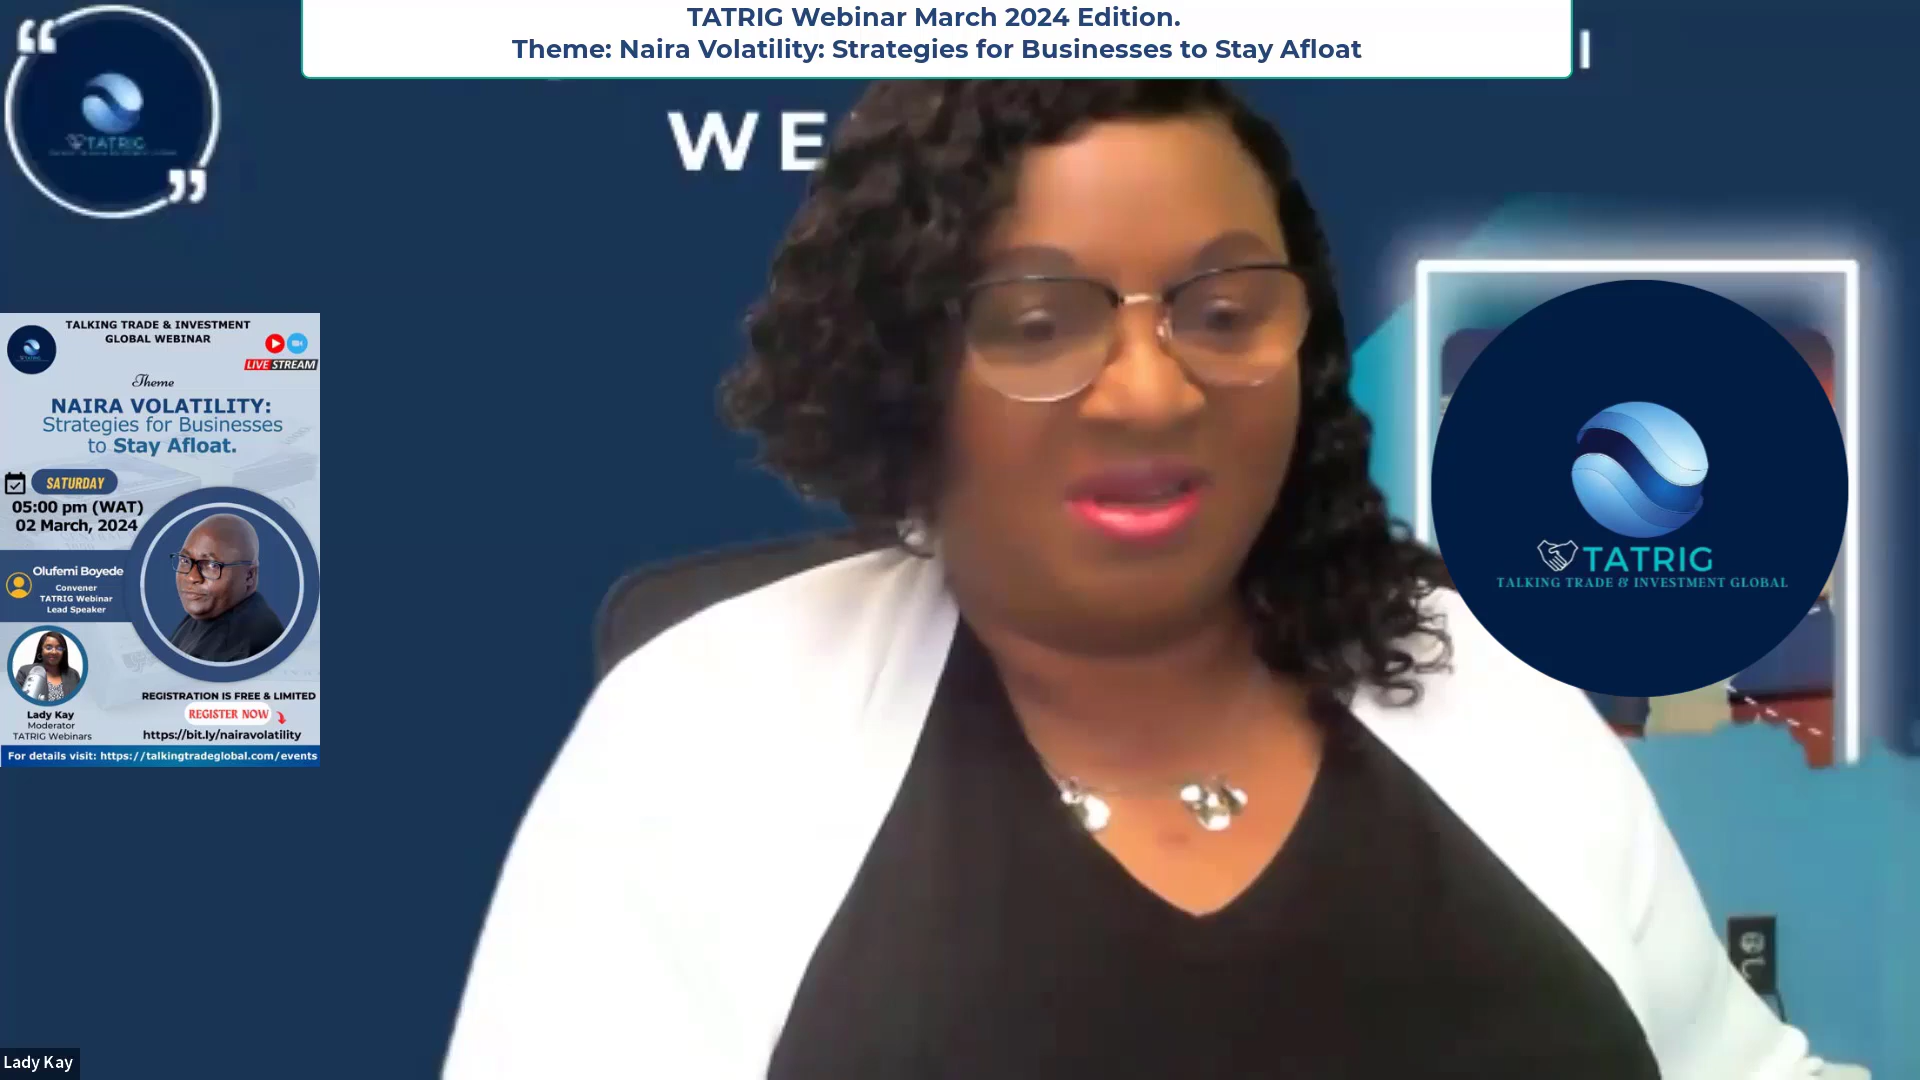 TATRIG Webinar March 2024 Edition.
Theme: Naira Volatility: Strategies for Businesses to Stay Afloat
WE
TATRIG
TALKING TRADE & INVESTMENT
GLOBAL WEBINAR
LIVE STREAM
Theme
NAIRA VOLATILITY:
Strategies for Businesses
to Stay Afloat.
SATURDAY
05:00 pm (WAT)
02 March, 2024
Olufemi Boyede
Convener
TATRIG Webinar
Lead Speaker
REGISTRATION IS FREE & LIMITED
REGISTER NOW
https://bit.ly/nairavolatility
Lady Kay
Moderator
TATRIG Webinars
For details visit: https://talkingtradeglobal.com/events
TATRIG
TALKING TRADE & INVESTMENT GLOBAL
Lady Kay